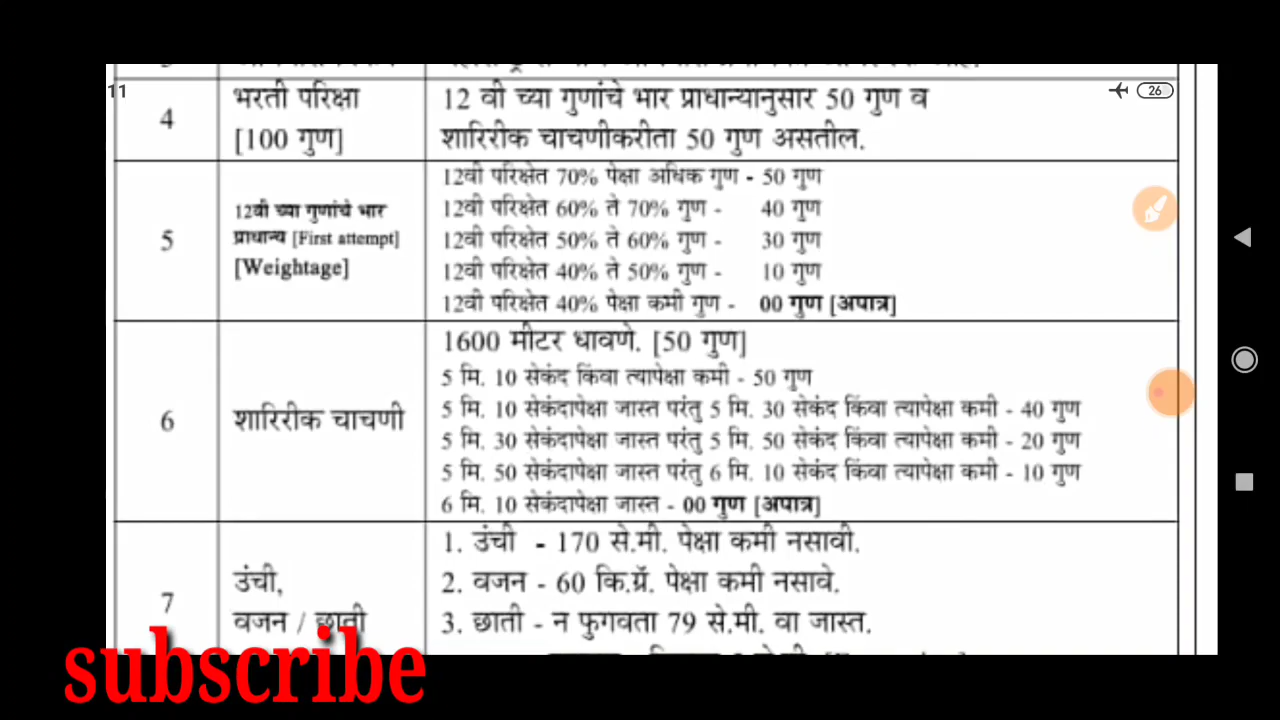 11
26
4
भरती परिक्षा
[100 गुण]
12 वी च्या गुणांचे भार प्राधान्यानुसार 50 गुण व
शारिरीक चाचणीकरीता 50 गुण असतील.
5
12वी च्या गुणांचे भार
प्राधान्य [First attempt]
[Weightage]
12वी परिक्षेत 70% पेक्षा अधिक गुण - 50 गुण
12वी परिक्षेत 60% ते 70% गुण - 40 गुण
12वी परिक्षेत 50% ते 60% गुण - 30 गुण
12वी परिक्षेत 40% ते 50% गुण - 10 गुण
12वी परिक्षेत 40% पेक्षा कमी गुण - 00 गुण [अपात्र]
6
शारिरीक चाचणी
1600 मीटर धावणे. [50 गुण]
5 मि. 10 सेकंद किंवा त्यापेक्षा कमी - 50 गुण
5 मि. 10 सेकंदापेक्षा जास्त परंतु 5 मि. 30 सेकंद किंवा त्यापेक्षा कमी - 40 गुण
5 मि. 30 सेकंदापेक्षा जास्त परंतु 5 मि. 50 सेकंद किंवा त्यापेक्षा कमी - 20 गुण
5 मि. 50 सेकंदापेक्षा जास्त परंतु 6 मि. 10 सेकंद किंवा त्यापेक्षा कमी - 10 गुण
6 मि. 10 सेकंदापेक्षा जास्त - 00 गुण [अपात्र]
7
उंची,
वजन / छाती
1. उंची - 170 से.मी. पेक्षा कमी नसावी.
2. वजन - 60 कि.ग्रॅ. पेक्षा कमी नसावे.
3. छाती - न फुगवता 79 से.मी. वा जास्त.
subscribe